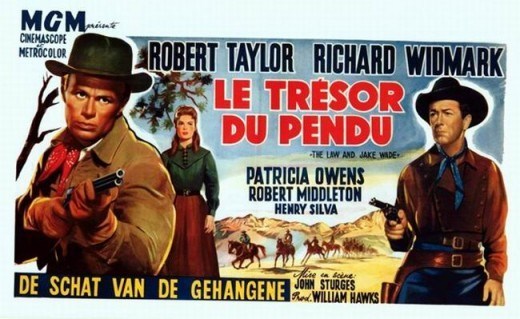 MGM présente
CINEMASCOPE
et
METROCOLOR
ROBERT TAYLOR RICHARD WIDMARK
LE TRÉSOR
DU PENDU
-THE LAW AND JAKE WADE-
PATRICIA OWENS
ROBERT MIDDLETON
HENRY SILVA
DE SCHAT VAN DE GEHANGENE
Mise en scène:
JOHN STURGES
Prod. WILLIAM HAWKS